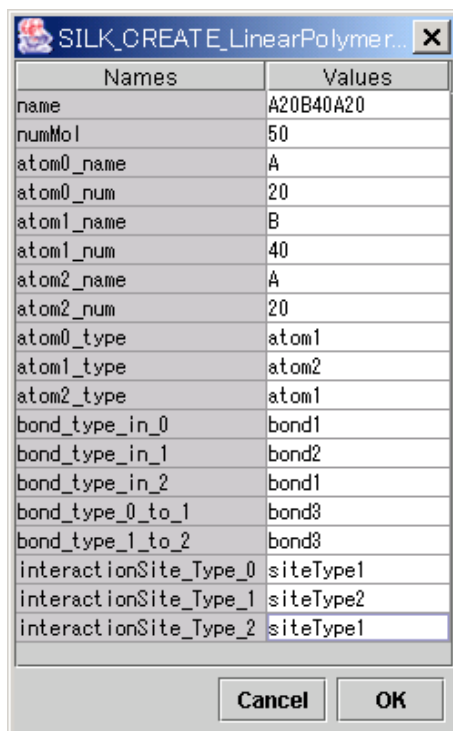 SILK_CREATE_LinearPolymer...
Names Values
name A20B40A20
numMol 50
atom0_name A
atom0_num 20
atom1_name B
atom1_num 40
atom2_name A
atom2_num 20
atom0_type atom1
atom1_type atom2
atom2_type atom1
bond_type_in_0 bond1
bond_type_in_1 bond2
bond_type_in_2 bond1
bond_type_0_to_1 bond3
bond_type_1_to_2 bond3
interactionSite_Type_0 siteType1
interactionSite_Type_1 siteType2
interactionSite_Type_2 siteType1
Cancel OK